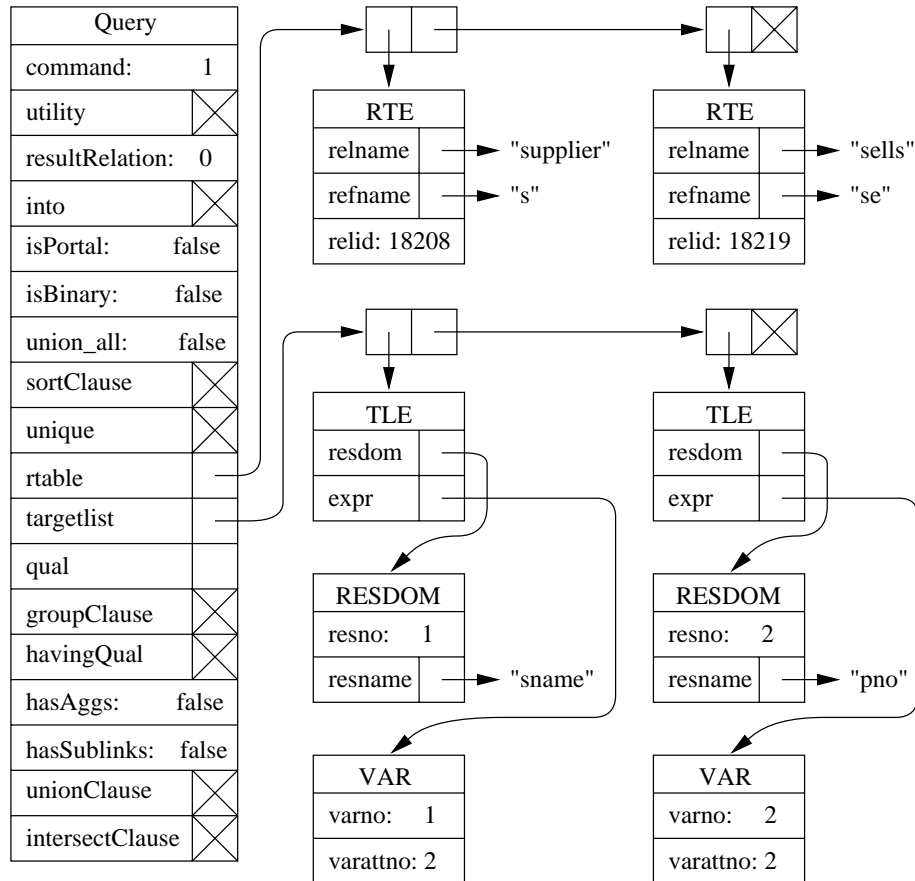 Query
command: 1
utility
resultRelation: 0
into
isPortal: false
isBinary: false
union_all: false
sortClause
unique
rtable
targetlist
qual
groupClause
havingQual
hasAggs: false
hasSublinks: false
unionClause
intersectClause
RTE
relname "supplier"
refname "s"
relid: 18208
RTE
relname "sells"
refname "se"
relid: 18219
TLE
resdom
expr
TLE
resdom
expr
RESDOM
resno: 1
resname "sname"
RESDOM
resno: 2
resname "pno"
VAR
varno: 1
varattno: 2
VAR
varno: 2
varattno: 2